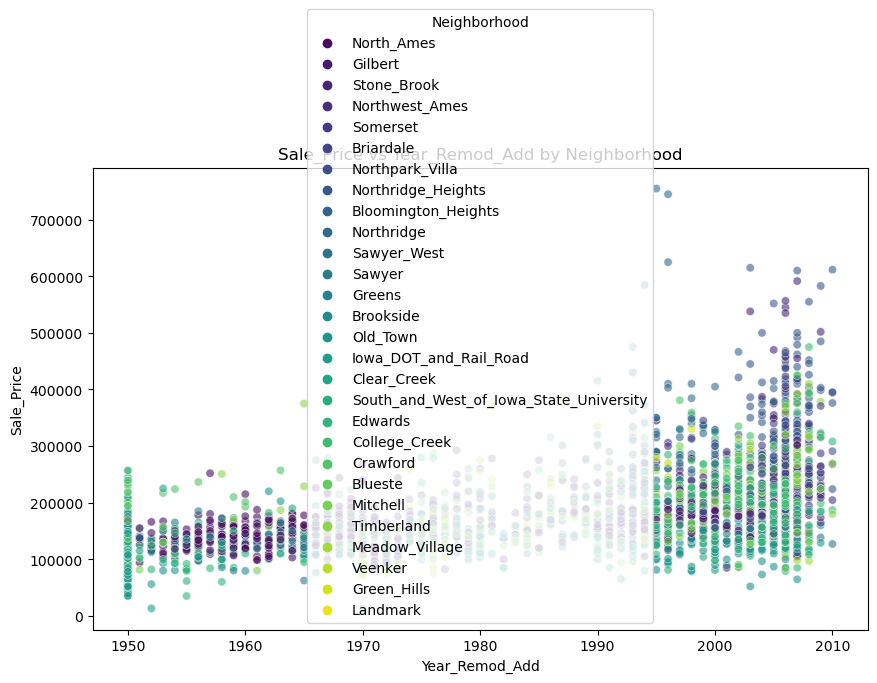 Neighborhood
North_Ames
Gilbert
Stone_Brook
Northwest_Ames
Somerset
Briardale
Northpark_Villa
Northridge_Heights
Bloomington_Heights
Northridge
Sawyer_West
Sawyer
Greens
Brookside
Old_Town
Iowa_DOT_and_Rail_Road
Clear_Creek
South_and_West_of_Iowa_State_University
Edwards
College_Creek
Crawford
Blueste
Mitchell
Timberland
Meadow_Village
Veenker
Green_Hills
Landmark
Sale_Price vs Year_Remod_Add by Neighborhood
Sale_Price
700000
600000
500000
400000
300000
200000
100000
0
1950 1960 1970 1980 1990 2000 2010
Year_Remod_Add